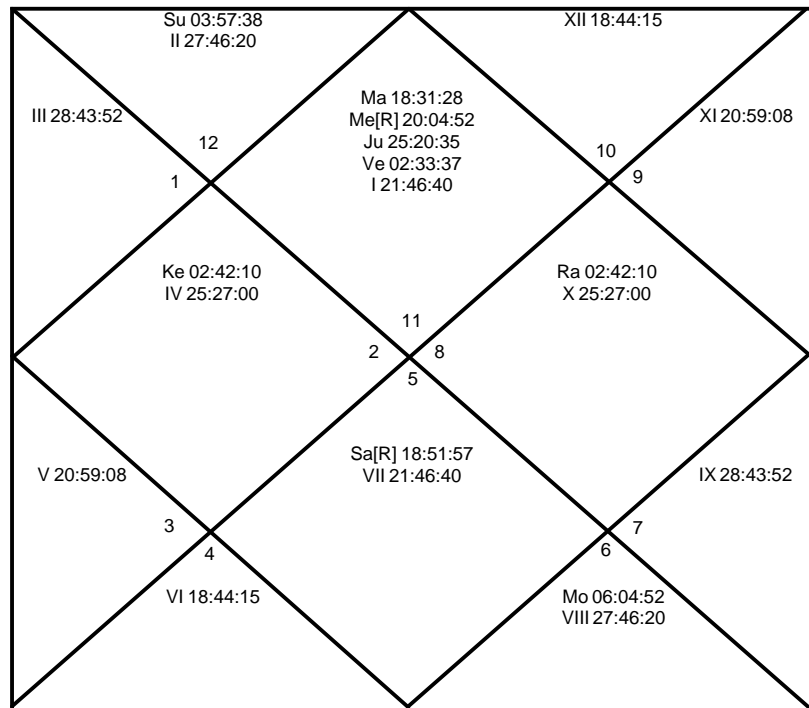 Su 03:57:38
II 27:46:20
XII 18:44:15
III 28:43:52
Ma 18:31:28
Me[R] 20:04:52
Ju 25:20:35
Ve 02:33:37
I 21:46:40
XI 20:59:08
12
10
1
9
Ke 02:42:10
IV 25:27:00
Ra 02:42:10
X 25:27:00
11
2
8
5
V 20:59:08
Sa[R] 18:51:57
VII 21:46:40
IX 28:43:52
3
7
4
6
VI 18:44:15
Mo 06:04:52
VIII 27:46:20